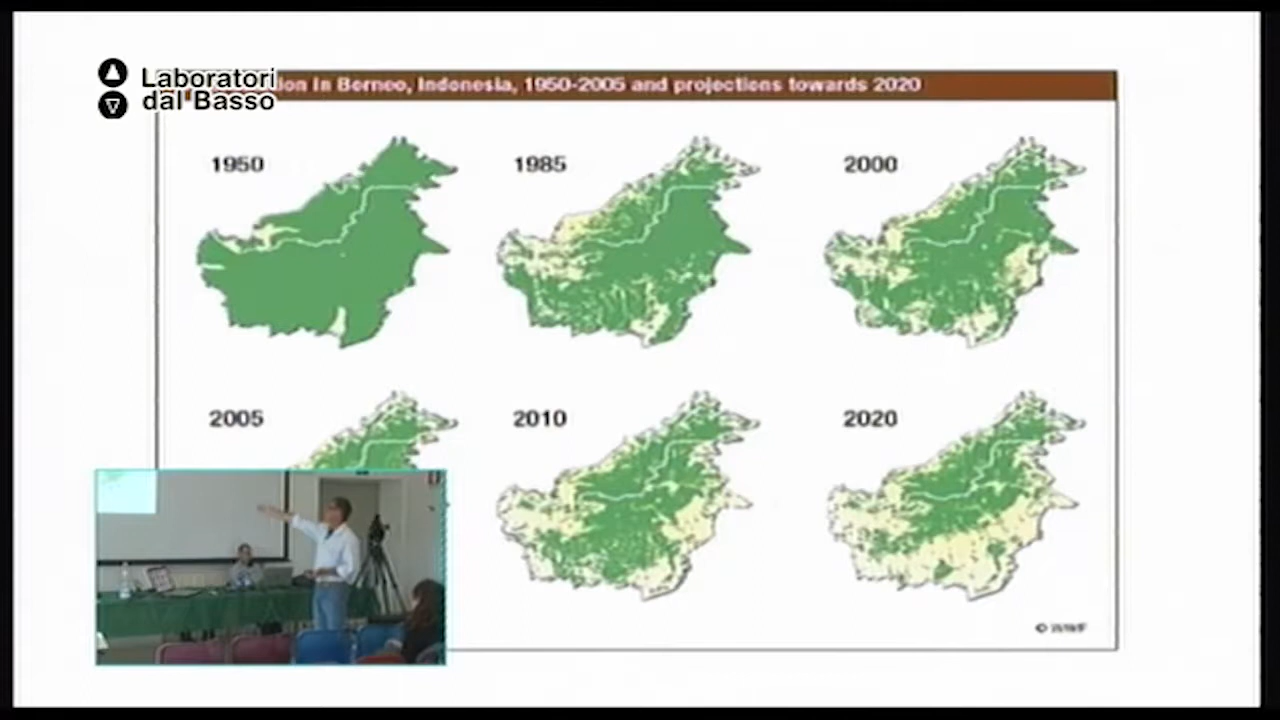 Laboratori
dal Basso
ion in Borneo, Indonesia, 1950-2005 and projections towards 2020
1950
1985
2000
2005
2010
2020
© WWF